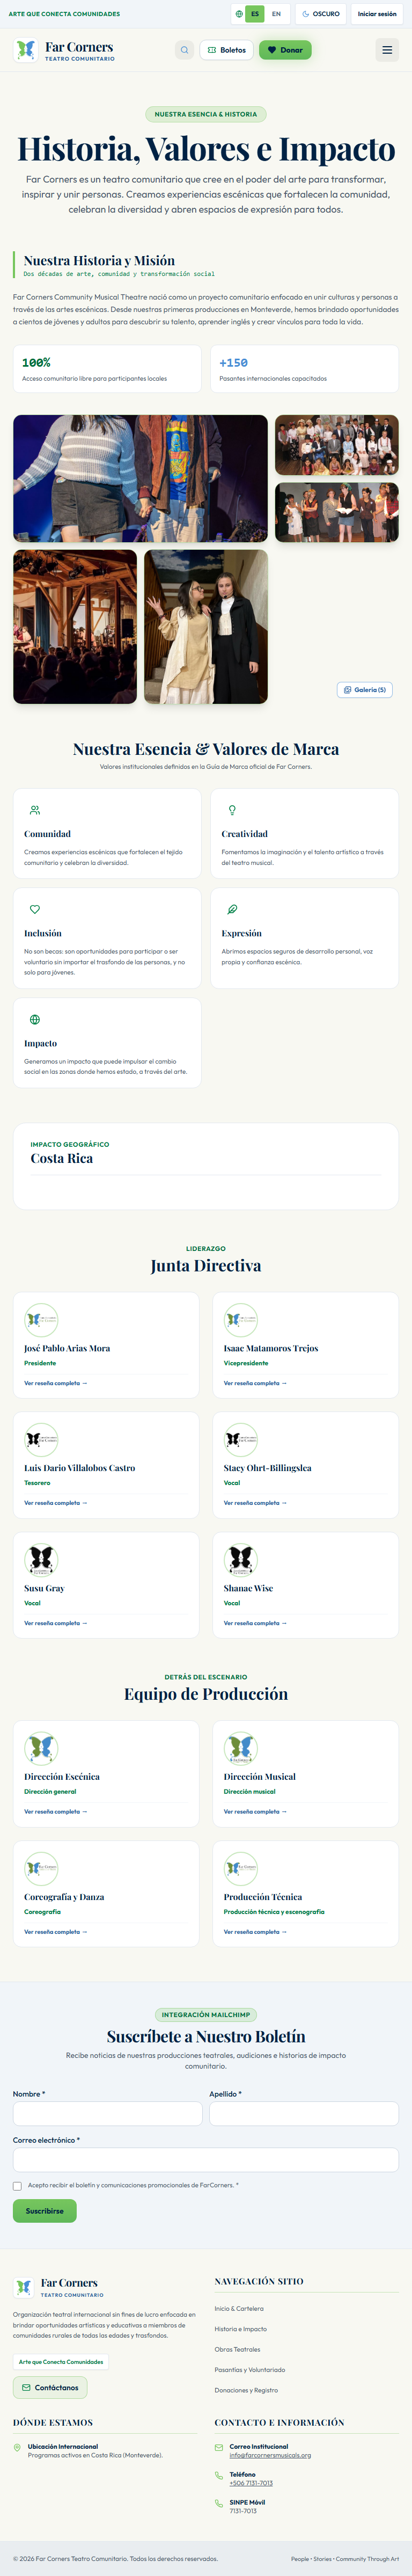 ARTE QUE CONECTA COMUNIDADES
ES EN
OSCURO
Iniciar sesión
Far Corners
TEATRO COMUNITARIO
Boletos
Donar
NUESTRA ESENCIA & HISTORIA
Historia, Valores e Impacto
Far Corners es un teatro comunitario que cree en el poder del arte para transformar,
inspirar y unir personas. Creamos experiencias escénicas que fortalecen la comunidad,
celebran la diversidad y abren espacios de expresión para todos.
Nuestra Historia y Misión
Dos décadas de arte, comunidad y transformación social
Far Corners Community Musical Theatre nació como un proyecto comunitario enfocado en unir culturas y personas a
través de las artes escénicas. Desde nuestras primeras producciones en Monteverde, hemos brindado oportunidades
a cientos de jóvenes y adultos para descubrir su talento, aprender inglés y crear vínculos para toda la vida.
100%
Acceso comunitario libre para participantes locales
+150
Pasantes internacionales capacitados
Galería (5)
Nuestra Esencia & Valores de Marca
Valores institucionales definidos en la Guía de Marca oficial de Far Corners.
Comunidad
Creamos experiencias escénicas que fortalecen el tejido
comunitario y celebran la diversidad.
Creatividad
Fomentamos la imaginación y el talento artístico a través
del teatro musical.
Inclusión
No son becas: son oportunidades para participar o ser
voluntario sin importar el trasfondo de las personas, y no
solo para jóvenes.
Expresión
Abrimos espacios seguros de desarrollo personal, voz
propia y confianza escénica.
Impacto
Generamos un impacto que puede impulsar el cambio
social en las zonas donde hemos estado, a través del arte.
IMPACTO GEOGRÁFICO
Costa Rica
LIDERAZGO
Junta Directiva
José Pablo Arias Mora
Presidente
Ver reseña completa →
Isaac Matamoros Trejos
Vicepresidente
Ver reseña completa →
Luis Dario Villalobos Castro
Tesorero
Ver reseña completa →
Stacy Ohrt-Billingslea
Vocal
Ver reseña completa →
Susu Gray
Vocal
Ver reseña completa →
Shanae Wise
Vocal
Ver reseña completa →
DETRÁS DEL ESCENARIO
Equipo de Producción
Dirección Escénica
Dirección general
Ver reseña completa →
Dirección Musical
Dirección musical
Ver reseña completa →
Coreografía y Danza
Coreografía
Ver reseña completa →
Producción Técnica
Producción técnica y escenografía
Ver reseña completa →
INTEGRACIÓN MAILCHIMP
Suscríbete a Nuestro Boletín
Recibe noticias de nuestras producciones teatrales, audiciones e historias de impacto
comunitario.
Nombre *
Apellido *
Correo electrónico *
Acepto recibir el boletín y comunicaciones promocionales de FarCorners. *
Suscribirse
Far Corners
TEATRO COMUNITARIO
Organización teatral internacional sin fines de lucro enfocada en
brindar oportunidades artísticas y educativas a miembros de
comunidades rurales de todas las edades y trasfondos.
Arte que Conecta Comunidades
Contáctanos
NAVEGACIÓN SITIO
Inicio & Cartelera
Historia e Impacto
Obras Teatrales
Pasantías y Voluntariado
Donaciones y Registro
DÓNDE ESTAMOS
Ubicación Internacional
Programas activos en Costa Rica (Monteverde).
CONTACTO E INFORMACIÓN
Correo Institucional
info@farcornersmusicals.org
Teléfono
+506 7131-7013
SINPE Móvil
7131-7013
© 2026 Far Corners Teatro Comunitario. Todos los derechos reservados.
People • Stories • Community Through Art